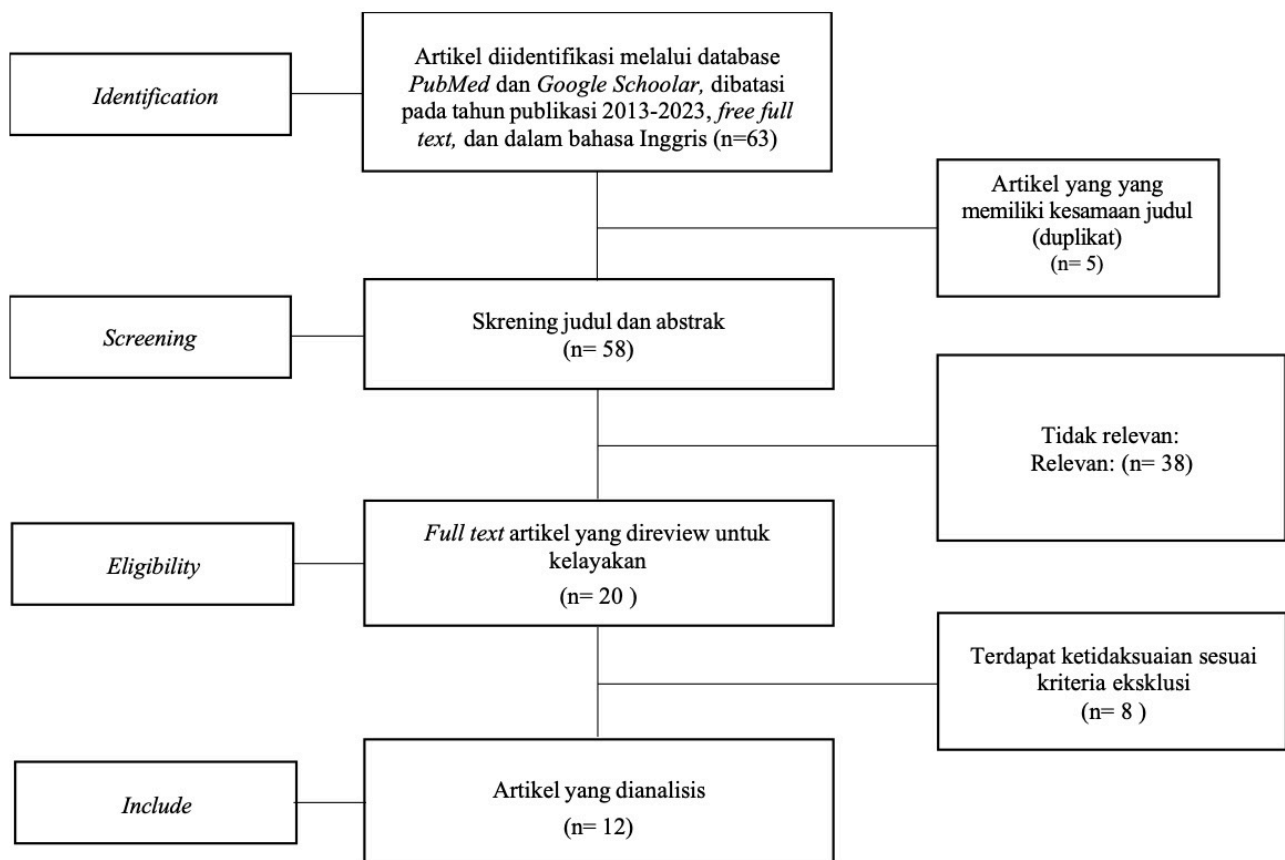 Identification
Artikel diidentifikasi melalui database
PubMed dan Google Schoolar, dibatasi
pada tahun publikasi 2013-2023, free full
text, dan dalam bahasa Inggris (n=63)
Artikel yang yang
memiliki kesamaan judul
(duplikat)
(n= 5)
Screening
Skrening judul dan abstrak
(n= 58)
Tidak relevan:
Relevan: (n= 38)
Eligibility
Full text artikel yang direview untuk
kelayakan
(n= 20 )
Terdapat ketidaksuaian sesuai
kriteria eksklusi
(n= 8 )
Include
Artikel yang dianalisis
(n= 12)